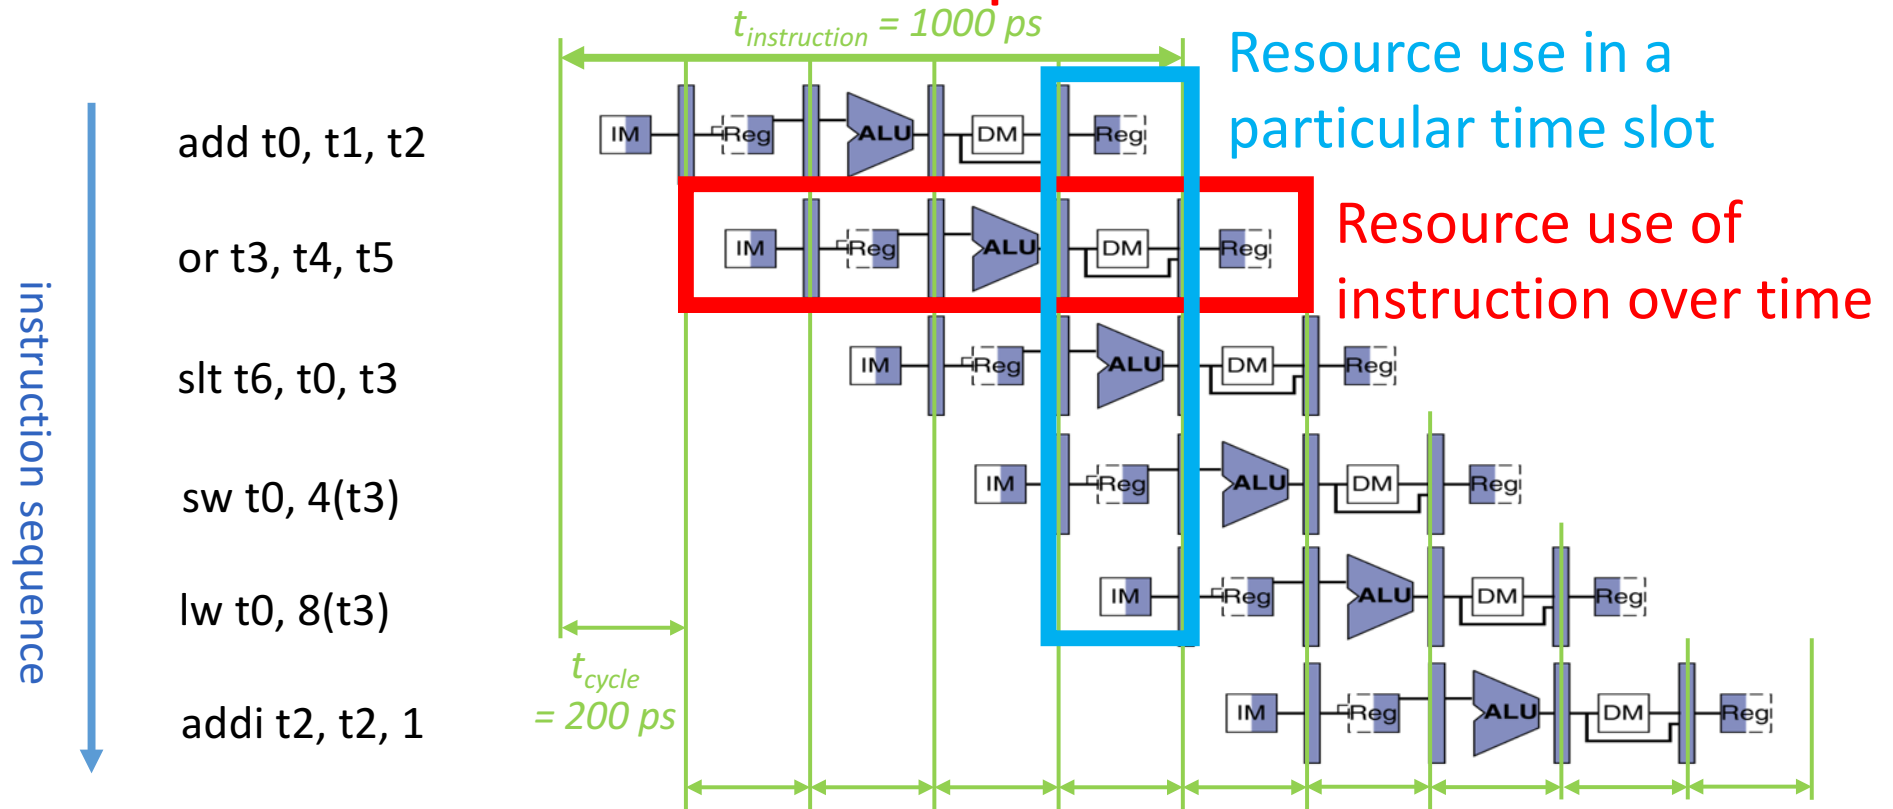 t instruction = 1000 ps
Resource use in a
particular time slot
add t0, t1, t2
IM Reg ALU DM Reg
or t3, t4, t5
IM Reg ALU DM Reg
Resource use of
instruction over time
slt t6, t0, t3
IM Reg ALU DM Reg
sw t0, 4(t3)
IM Reg ALU DM Reg
lw t0, 8(t3)
IM Reg ALU DM Reg
addi t2, t2, 1
IM Reg ALU DM Reg
instruction sequence
t cycle
= 200 ps